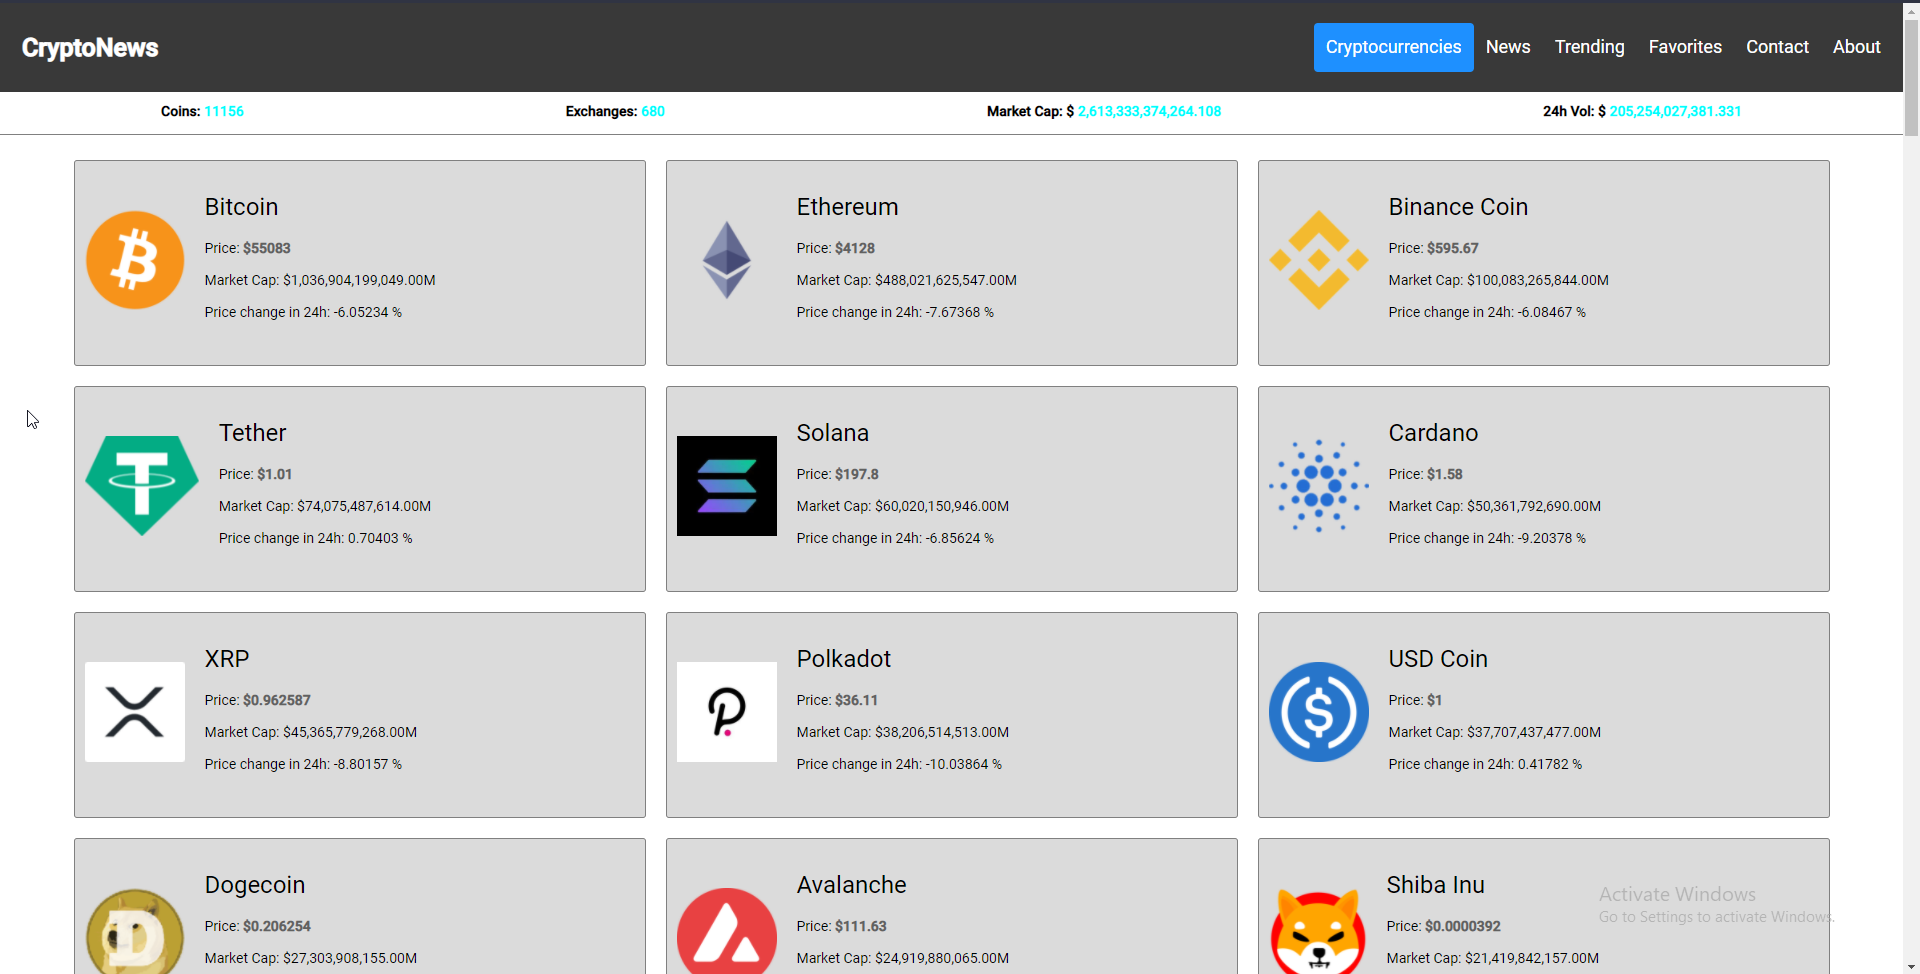 CryptoNews
Cryptocurrencies
News
Trending
Favorites
Contact
About
Coins: 11156
Exchanges: 680
Market Cap: $ 2,613,333,374,264.108
24h Vol: $ 205,254,027,381.331
Bitcoin
Price: $55083
Market Cap: $1,036,904,199,049.00M
Price change in 24h: -6.05234 %
Ethereum
Price: $4128
Market Cap: $488,021,625,547.00M
Price change in 24h: -7.67368 %
Binance Coin
Price: $595.67
Market Cap: $100,083,265,844.00M
Price change in 24h: -6.08467 %
Tether
Price: $1.01
Market Cap: $74,075,487,614.00M
Price change in 24h: 0.70403 %
Solana
Price: $197.8
Market Cap: $60,020,150,946.00M
Price change in 24h: -6.85624 %
Cardano
Price: $1.58
Market Cap: $50,361,792,690.00M
Price change in 24h: -9.20378 %
XRP
Price: $0.962587
Market Cap: $45,365,779,268.00M
Price change in 24h: -8.80157 %
Polkadot
Price: $36.11
Market Cap: $38,206,514,513.00M
Price change in 24h: -10.03864 %
USD Coin
Price: $1
Market Cap: $37,707,437,477.00M
Price change in 24h: 0.41782 %
Dogecoin
Price: $0.206254
Market Cap: $27,303,908,155.00M
Avalanche
Price: $111.63
Market Cap: $24,919,880,065.00M
Shiba Inu
Price: $0.0000392
Market Cap: $21,419,842,157.00M
Activate Windows
Go to Settings to activate Windows.